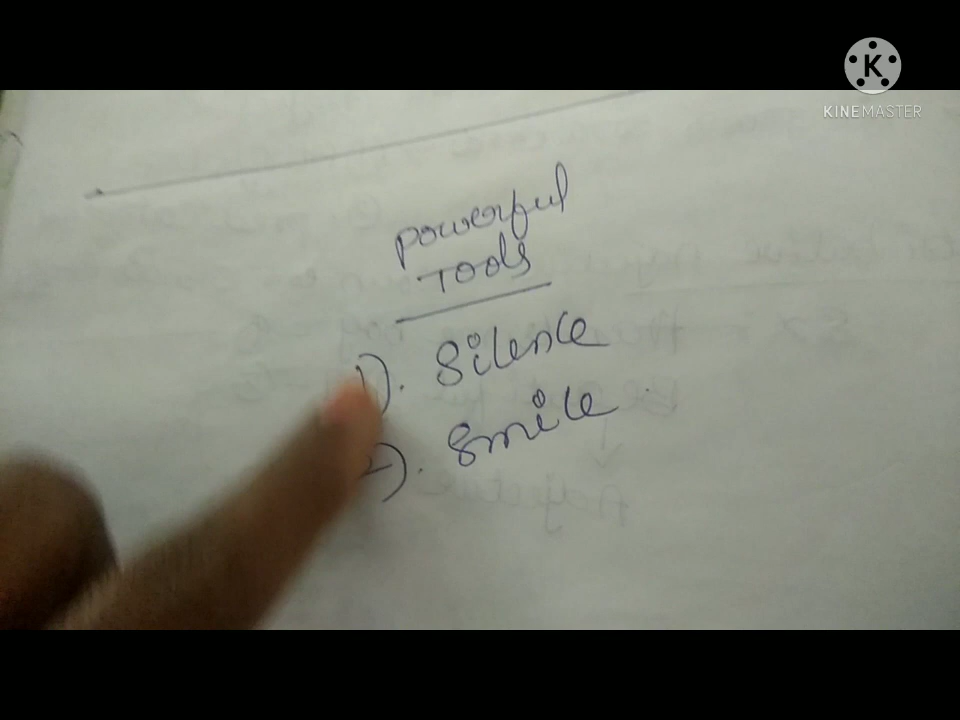 KINEMASTER
powerful
Tools
1). Silence
2). Smile